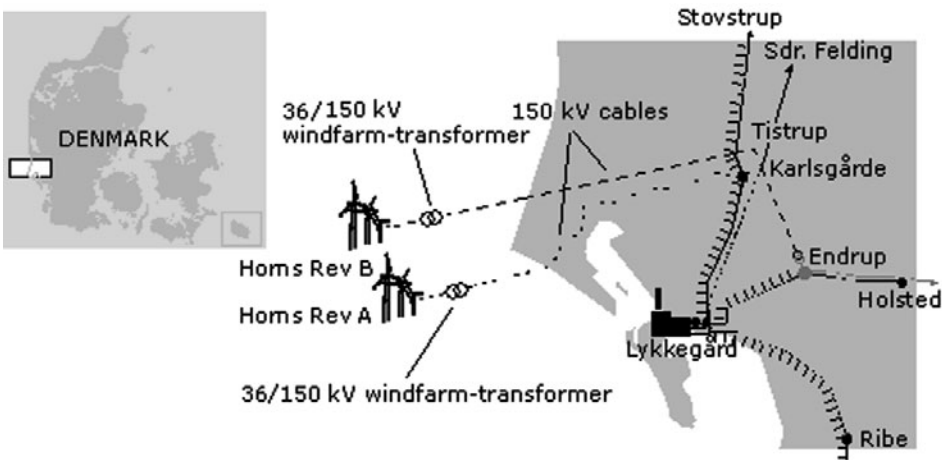 Stovstrup
Sdr. Felding
36/150 kV
windfarm-transformer
150 kV cables
DENMARK
Tistrup
Karlsgårde
Horns Rev B
Endrup
Holsted
Horns Rev A
Lykkegård
36/150 kV windfarm-transformer
Ribe